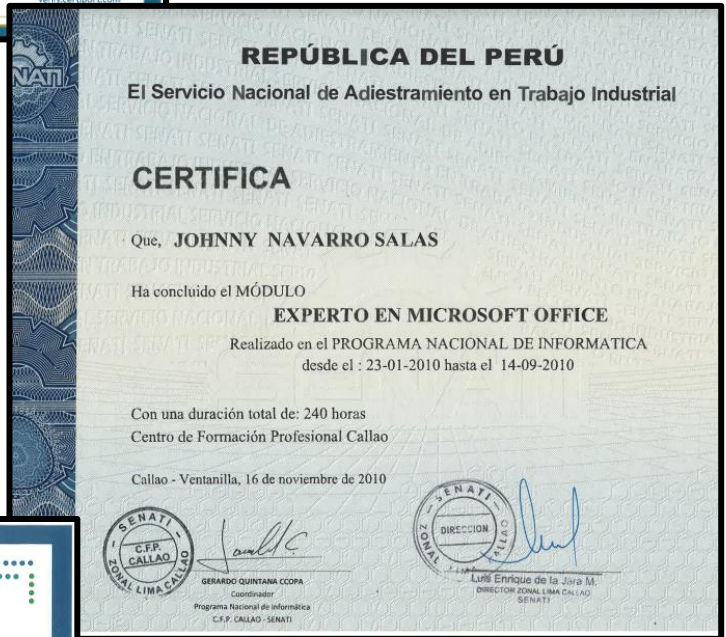 verify.certiport.com
REPÚBLICA DEL PERÚ
El Servicio Nacional de Adiestramiento en Trabajo Industrial
SENATI
CERTIFICA
Que, JOHNNY NAVARRO SALAS
Ha concluido el MÓDULO
EXPERTO EN MICROSOFT OFFICE
Realizado en el PROGRAMA NACIONAL DE INFORMATICA
desde el : 23-01-2010 hasta el 14-09-2010
Con una duración total de: 240 horas
Centro de Formación Profesional Callao
Callao - Ventanilla, 16 de noviembre de 2010
SENATI
C.F.P.
CALLAO
ZONAL LIMA CALLAO
GERARDO QUINTANA CCOPA
Coordinador
Programa Nacional de Informática
C.F.P. CALLAO - SENATI
SENATI
DIRECCION
ZONAL
Luis Enrique de la Jara M.
DIRECTOR ZONAL LIMA CALLAO
SENATI